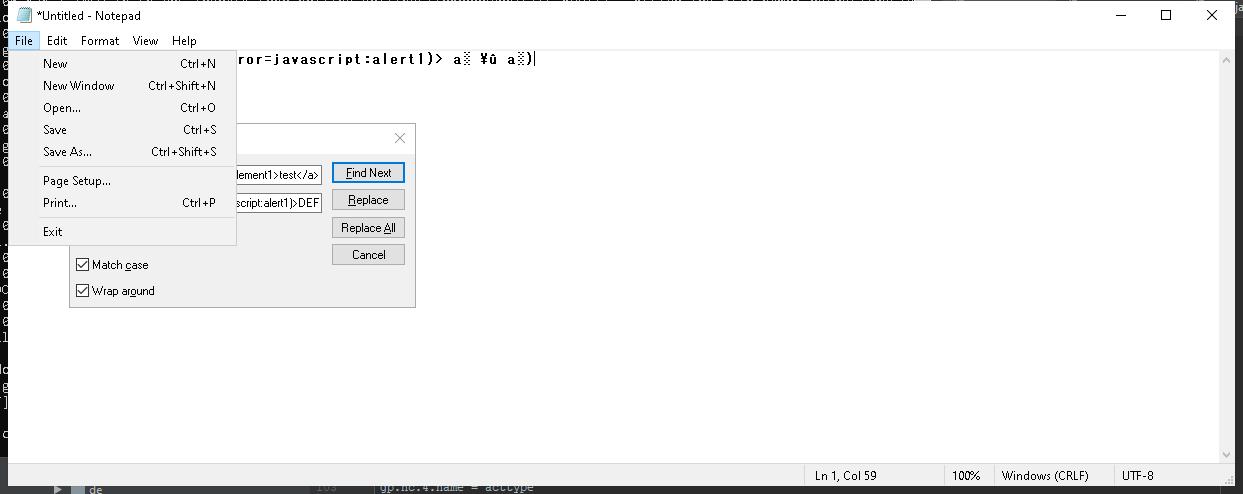 *Untitled - Notepad
File Edit Format View Help
New Ctrl+N
New Window Ctrl+Shift+N
Open... Ctrl+O
Save Ctrl+S
Save As... Ctrl+Shift+S
Page Setup...
Print... Ctrl+P
Exit
ror=javascript:alert1)> a░ ¥û a░)
lement1>test</a>
Find Next
script:alert1)>DEF
Replace
Replace All
Cancel
Match case
Wrap around
Ln 1, Col 59
100%
Windows (CRLF)
UTF-8
de
gp.nc.4.name = acttype